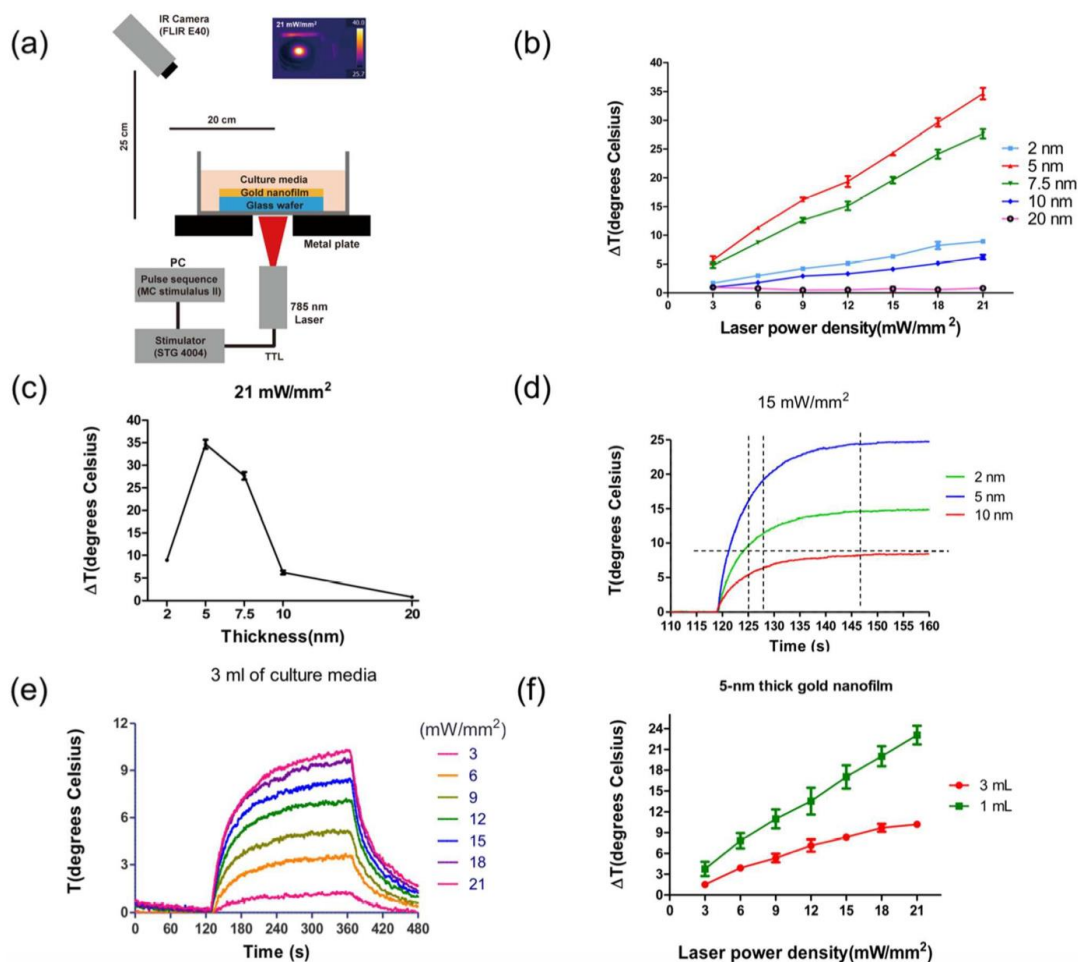 (a)
IR Camera
(FLIR E40)
21 mW/mm²
40.0
25.7
25 cm
20 cm
Culture media
Gold nanofilm
Glass wafer
Metal plate
PC
Pulse sequence
(MC stimulalus II)
785 nm
Laser
Stimulator
(STG 4004)
TTL
(b)
ΔT(degrees Celsius)
40
35
30
25
20
15
10
5
0
0 3 6 9 12 15 18 21
Laser power density(mW/mm²)
2 nm
5 nm
7.5 nm
10 nm
20 nm
(c)
21 mW/mm²
ΔT(degrees Celsius)
40
35
30
25
20
15
10
5
0
2 5 7.5 10 20
Thickness(nm)
(d)
15 mW/mm²
T(degrees Celsius)
25
20
15
10
5
0
110 115 120 125 130 135 140 145 150 155 160
Time (s)
2 nm
5 nm
10 nm
(e)
3 ml of culture media
T(degrees Celsius)
12
9
6
3
0
0 60 120 180 240 300 360 420 480
Time (s)
(mW/mm²)
3
6
9
12
15
18
21
(f)
5-nm thick gold nanofilm
ΔT(degrees Celsius)
24
21
18
15
12
9
6
3
0
0 3 6 9 12 15 18 21
Laser power density(mW/mm²)
3 mL
1 mL